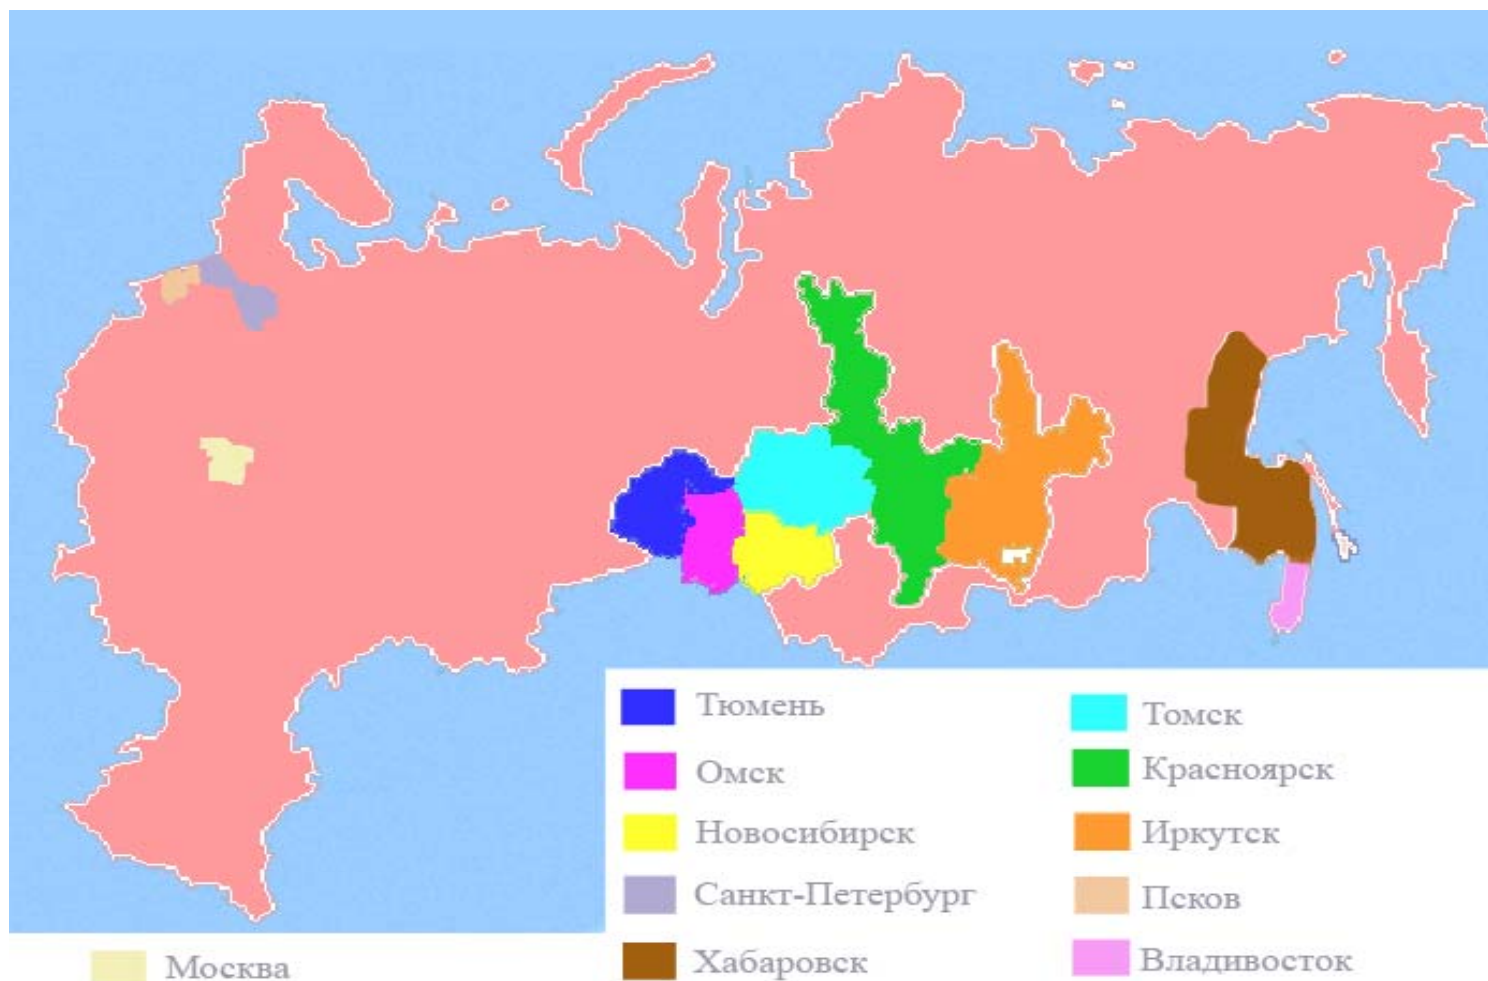 Тюмень
Томск
Омск
Красноярск
Новосибирск
Иркутск
Санкт-Петербург
Псков
Москва
Хабаровск
Владивосток